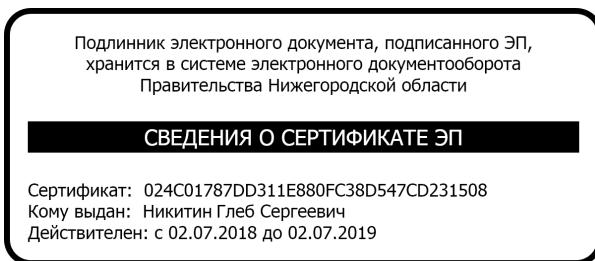 Подлинник электронного документа, подписанного ЭП,
хранится в системе электронного документооборота
Правительства Нижегородской области
СВЕДЕНИЯ О СЕРТИФИКАТЕ ЭП
Сертификат: 024C01787DD311E880FC38D547CD231508
Кому выдан: Никитин Глеб Сергеевич
Действителен: с 02.07.2018 до 02.07.2019